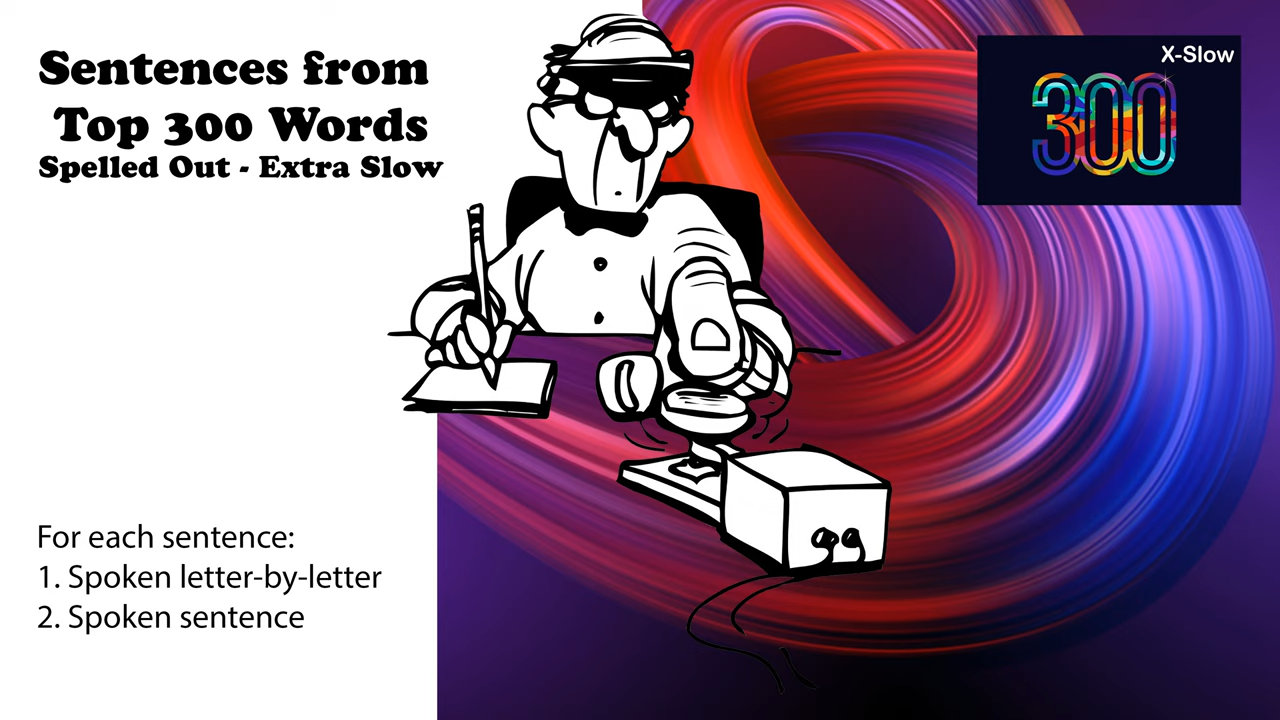 Sentences from
Top 300 Words
Spelled Out - Extra Slow
X-Slow
300
For each sentence:
1. Spoken letter-by-letter
2. Spoken sentence